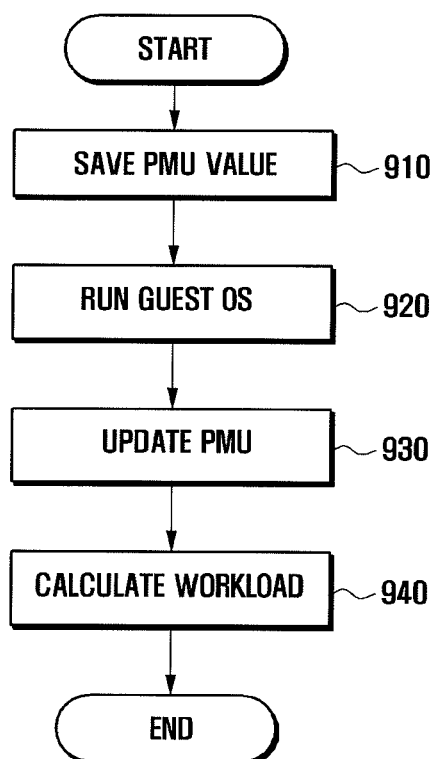 START
SAVE PMU VALUE
910
RUN GUEST OS
920
UPDATE PMU
930
CALCULATE WORKLOAD
940
END